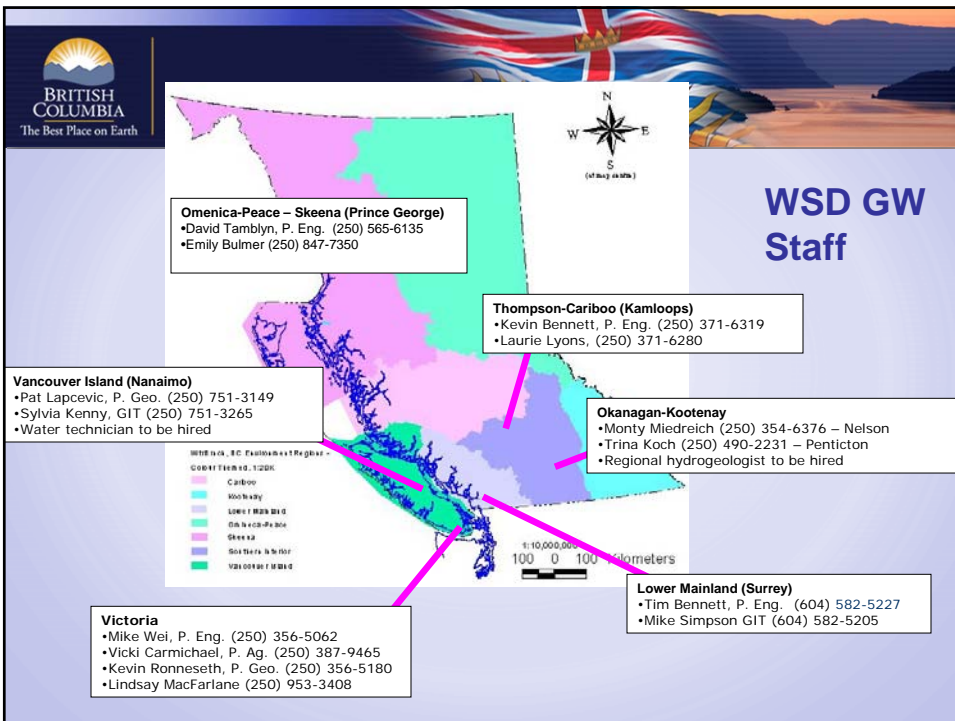 BRITISH
COLUMBIA
The Best Place on Earth
N
W E
S
WSD GW
Staff
Omenica-Peace – Skeena (Prince George)
•David Tamblyn, P. Eng. (250) 565-6135
•Emily Bulmer (250) 847-7350
Thompson-Cariboo (Kamloops)
•Kevin Bennett, P. Eng. (250) 371-6319
•Laurie Lyons, (250) 371-6280
Vancouver Island (Nanaimo)
•Pat Lapcevic, P. Geo. (250) 751-3149
•Sylvia Kenny, GIT (250) 751-3265
•Water technician to be hired
Okanagan-Kootenay
•Monty Miedreich (250) 354-6376 – Nelson
•Trina Koch (250) 490-2231 – Penticton
•Regional hydrogeologist to be hired
Cariboo
Kootenay
Lower Mainland
Omineca-Peace
Skeena
Southern Interior
Vancouver Island
1:10,000,000
100 0 100 Kilometers
Lower Mainland (Surrey)
•Tim Bennett, P. Eng. (604) 582-5227
•Mike Simpson GIT (604) 582-5205
Victoria
•Mike Wei, P. Eng. (250) 356-5062
•Vicki Carmichael, P. Ag. (250) 387-9465
•Kevin Ronneseth, P. Geo. (250) 356-5180
•Lindsay MacFarlane (250) 953-3408